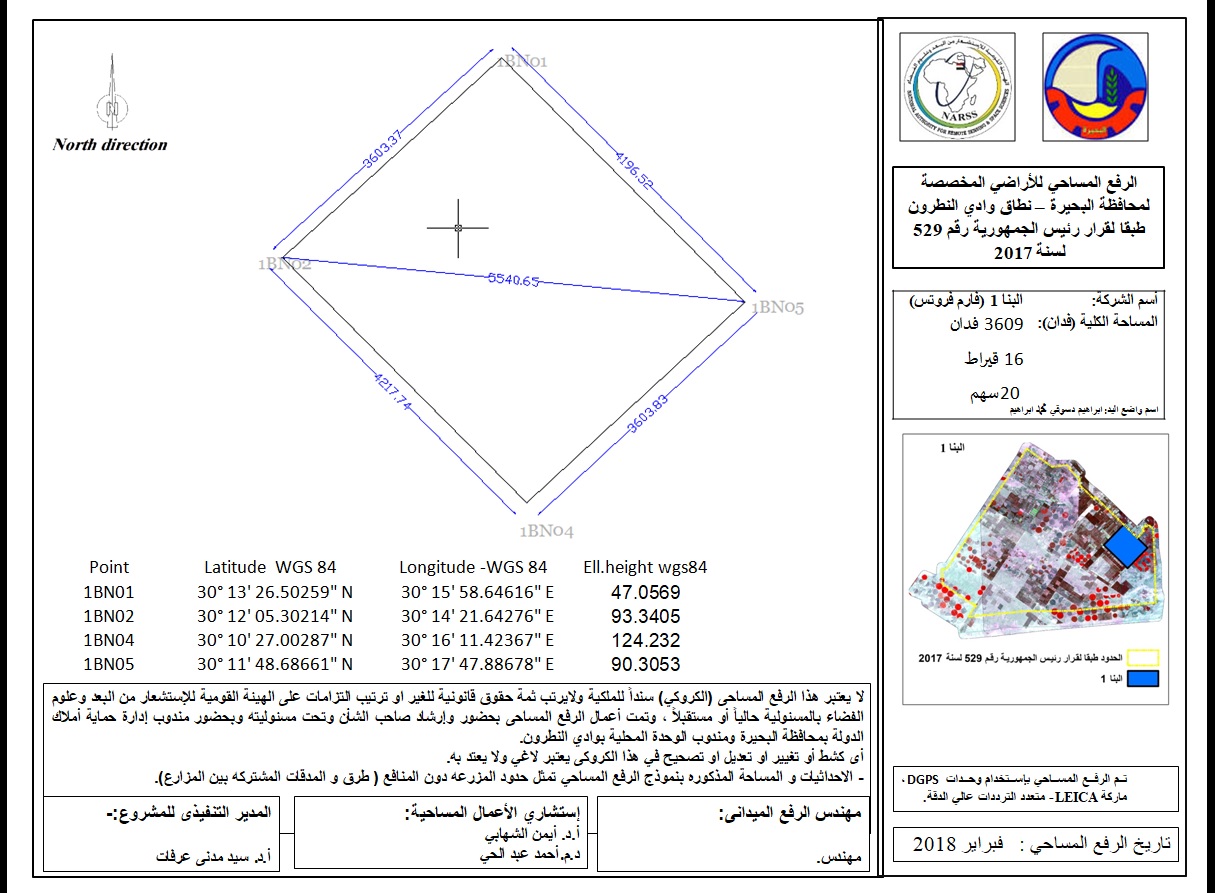 North direction
1BN01
3603.37
4196.52
1BN02
5540.65
1BN05
4217.74
3603.83
1BN04
Point Latitude WGS 84 Longitude -WGS 84 Ell.height wgs84
1BN01 30° 13' 26.50259" N 30° 15' 58.64616" E 47.0569
1BN02 30° 12' 05.30214" N 30° 14' 21.64276" E 93.3405
1BN04 30° 10' 27.00287" N 30° 16' 11.42367" E 124.232
1BN05 30° 11' 48.68661" N 30° 17' 47.88678" E 90.3053
لا يعتبر هذا الرفع المساحى (الكروكي) سنداً للملكية ولايرتب ثمة حقوق قانونية للغير او ترتيب التزامات على الهيئة القومية للإستشعار من البعد وعلوم
الفضاء بالمسئولية حالياً أو مستقبلاً ، وتمت أعمال الرفع المساحى بحضور وإرشاد صاحب الشأن وتحت مسئوليته وبحضور مندوب إدارة حماية أملاك
الدولة بمحافظة البحيرة ومندوب الوحدة المحلية بوادي النطرون.
أى كشط أو تغيير او تعديل او تصحيح في هذا الكروكى يعتبر لاغي ولا يعتد به.
- الاحداثيات و المساحة المذكوره بنموذج الرفع المساحي تمثل حدود المزرعه دون المنافع ( طرق و المدقات المشتركه بين المزارع).
مهندس الرفع الميدانى:
مهندس.
إستشاري الأعمال المساحية:
أ.د. أيمن الشهابي
د.م.أحمد عبد الحي
المدير التنفيذى للمشروع:-
أ.د. سيد مدنى عرفات
NARSS
NATIONAL AUTHORITY FOR REMOTE SENSING & SPACE SCIENCES
البحيرة
الرفع المساحي للأراضي المخصصة
لمحافظة البحيرة – نطاق وادي النطرون
طبقا لقرار رئيس الجمهورية رقم 529
لسنة 2017
أسم الشركة: البنا 1 (فارم فروتس)
المساحة الكلية (فدان): 3609 فدان
16 قيراط
20سهم
اسم واضع اليد: ابراهيم دسوقي محمد ابراهيم
البنا 1
الحدود طبقا لقرار رئيس الجمهورية رقم 529 لسنة 2017
البنا 1
تـم الرفـع المسـاحي بإسـتخدام وحـدات DGPS ،
ماركة LEICA- متعدد الترددات عالي الدقة.
تاريخ الرفع المساحي : فبراير 2018